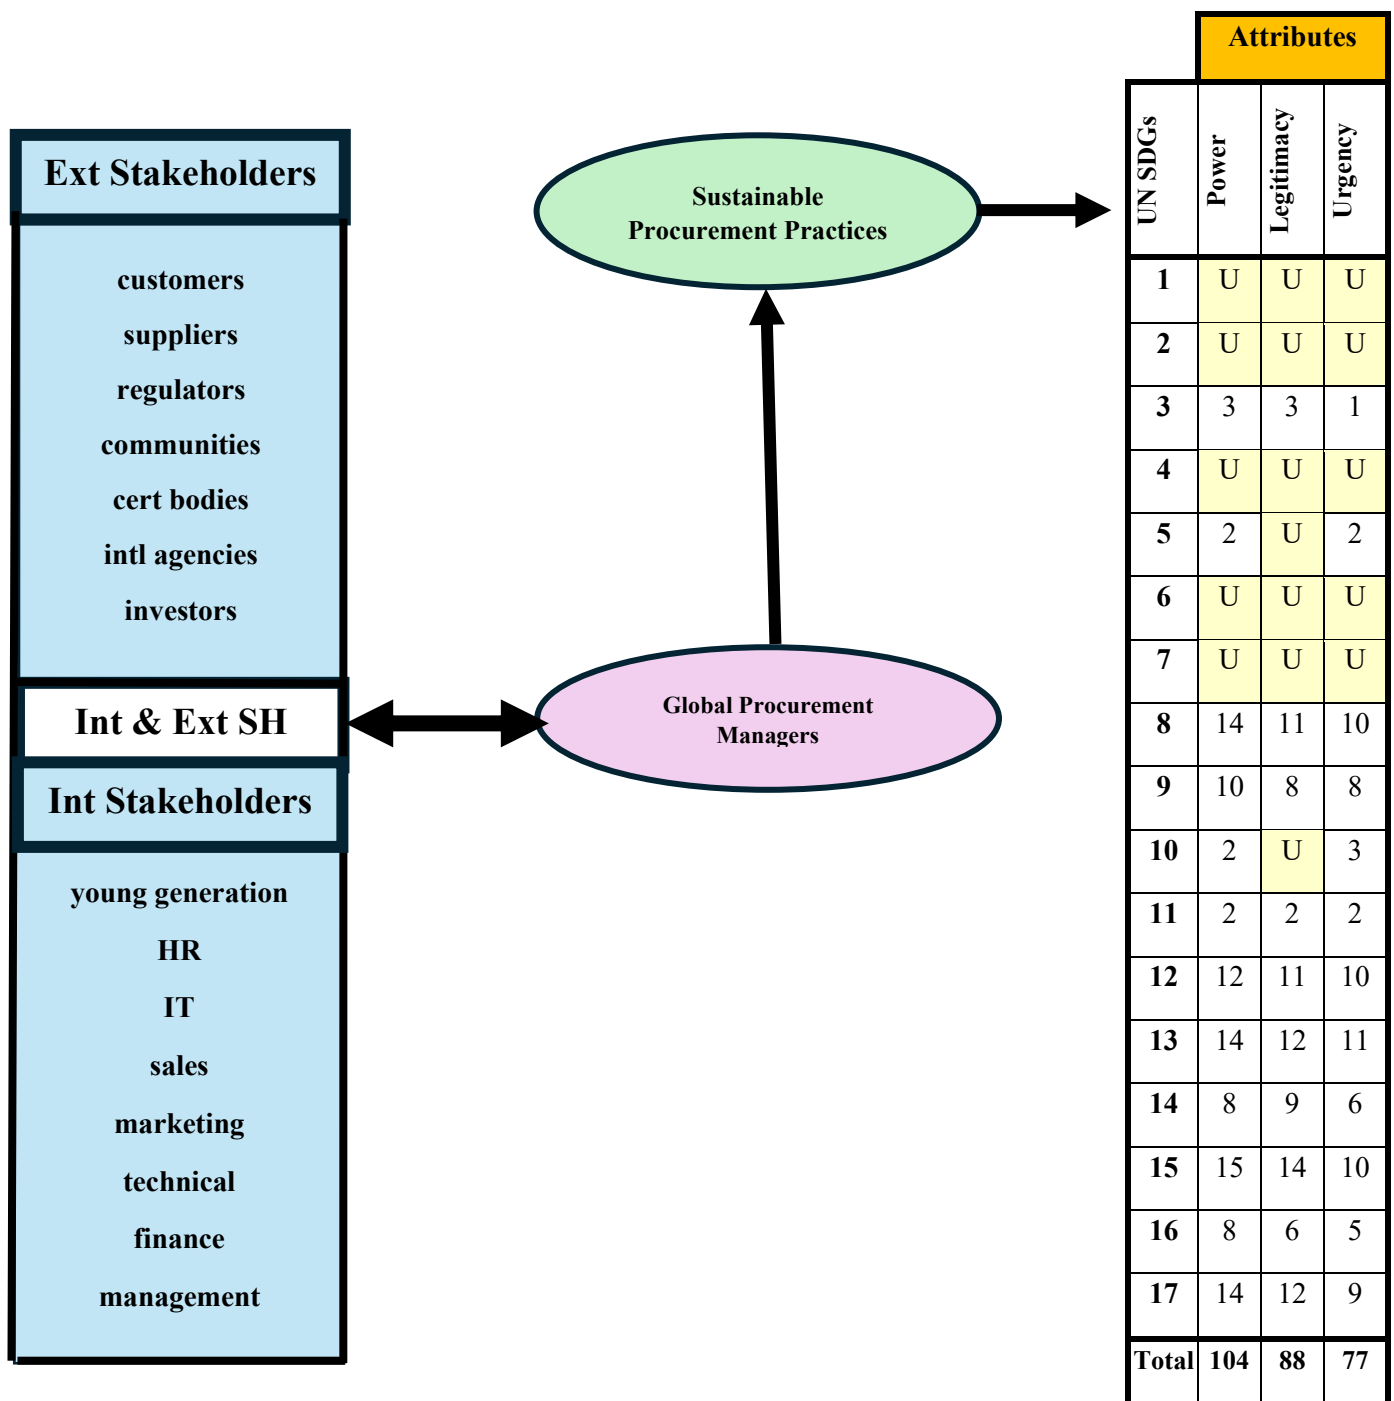 Ext Stakeholders
customers
suppliers
regulators
communities
cert bodies
intl agencies
investors
Int & Ext SH
Int Stakeholders
young generation
HR
IT
sales
marketing
technical
finance
management
Sustainable
Procurement Practices
Global Procurement
Managers
Attributes
UN SDGs Power Legitimacy Urgency
1 U U U
2 U U U
3 3 3 1
4 U U U
5 2 U 2
6 U U U
7 U U U
8 14 11 10
9 10 8 8
10 2 U 3
11 2 2 2
12 12 11 10
13 14 12 11
14 8 9 6
15 15 14 10
16 8 6 5
17 14 12 9
Total 104 88 77